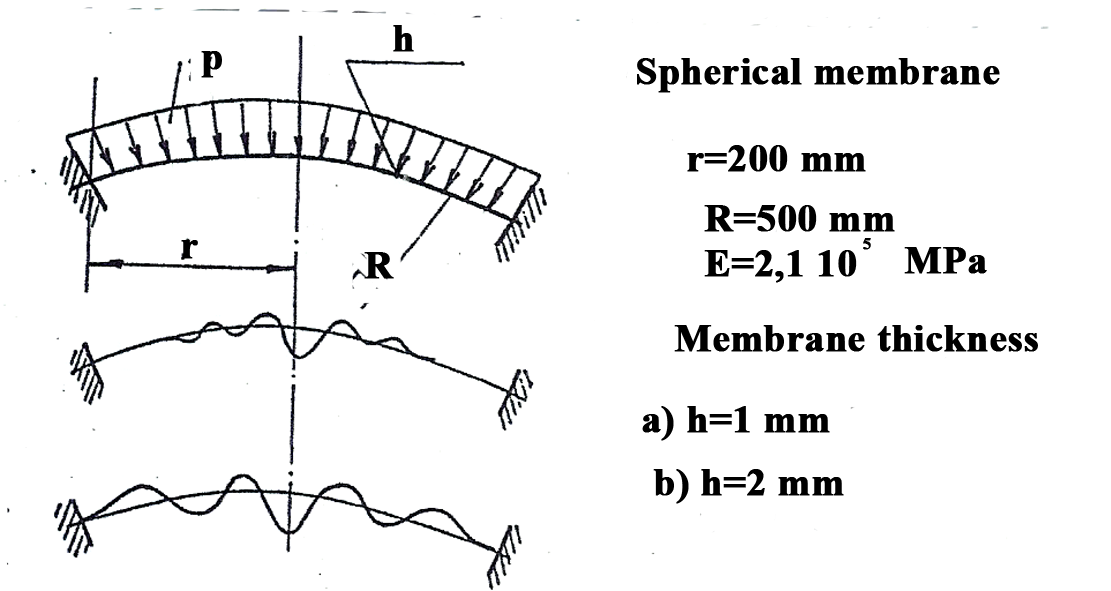 p
h
r
R
Spherical membrane
r=200 mm
R=500 mm
E=2,1 10⁵ MPa
Membrane thickness
a) h=1 mm
b) h=2 mm